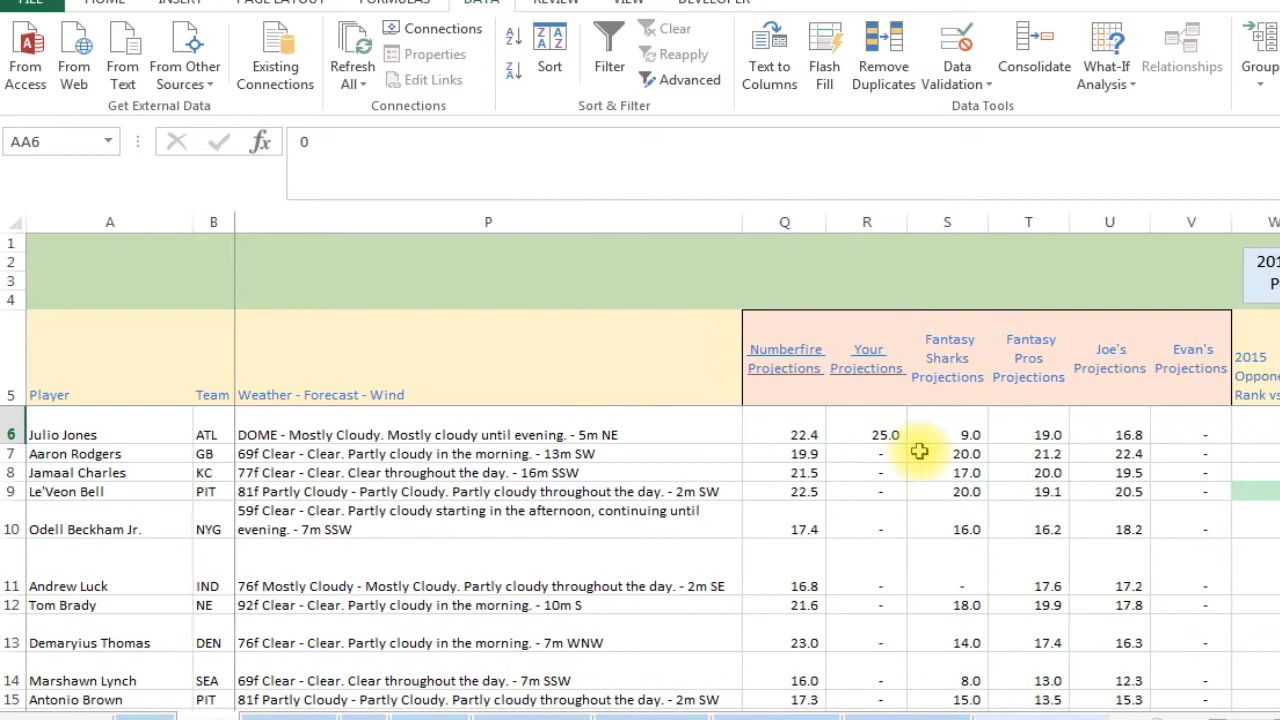 FILE HOME INSERT PAGE LAYOUT FORMULAS DATA REVIEW VIEW DEVELOPER
From Access
From Web
From Text
From Other Sources
Existing Connections
Get External Data
Refresh All
Connections
Properties
Edit Links
Connections
Sort
Filter
Clear
Reapply
Advanced
Sort & Filter
Text to Columns
Flash Fill
Remove Duplicates
Data Validation
Consolidate
What-If Analysis
Relationships
Data Tools
Group
AA6 fx 0
A B P Q R S T U V W
1
2
3
4
201
P
5 Player Team Weather - Forecast - Wind
Numberfire Projections
Your Projections
Fantasy Sharks Projections
Fantasy Pros Projections
Joe's Projections
Evan's Projections
2015
Oppone
Rank vs
6 Julio Jones ATL DOME - Mostly Cloudy. Mostly cloudy until evening. - 5m NE 22.4 25.0 9.0 19.0 16.8 -
7 Aaron Rodgers GB 69f Clear - Clear. Partly cloudy in the morning. - 13m SW 19.9 - 20.0 21.2 22.4 -
8 Jamaal Charles KC 77f Clear - Clear. Clear throughout the day. - 16m SSW 21.5 - 17.0 20.0 19.5 -
9 Le'Veon Bell PIT 81f Partly Cloudy - Partly Cloudy. Partly cloudy throughout the day. - 2m SW 22.5 - 20.0 19.1 20.5 -
59f Clear - Clear. Partly cloudy starting in the afternoon, continuing until
10 Odell Beckham Jr. NYG evening. - 7m SSW 17.4 - 16.0 16.2 18.2 -
11 Andrew Luck IND 76f Mostly Cloudy - Mostly Cloudy. Partly cloudy throughout the day. - 2m SE 16.8 - - 17.6 17.2 -
12 Tom Brady NE 92f Clear - Clear. Partly cloudy in the morning. - 10m S 21.6 - 18.0 19.9 17.8 -
13 Demaryius Thomas DEN 76f Clear - Clear. Partly cloudy in the morning. - 7m WNW 23.0 - 14.0 17.4 16.3 -
14 Marshawn Lynch SEA 69f Clear - Clear. Clear throughout the day. - 7m SSW 16.0 - 8.0 13.0 12.3 -
15 Antonio Brown PIT 81f Partly Cloudy - Partly Cloudy. Partly cloudy throughout the day. - 2m SW 17.3 - 15.0 13.5 15.3 -